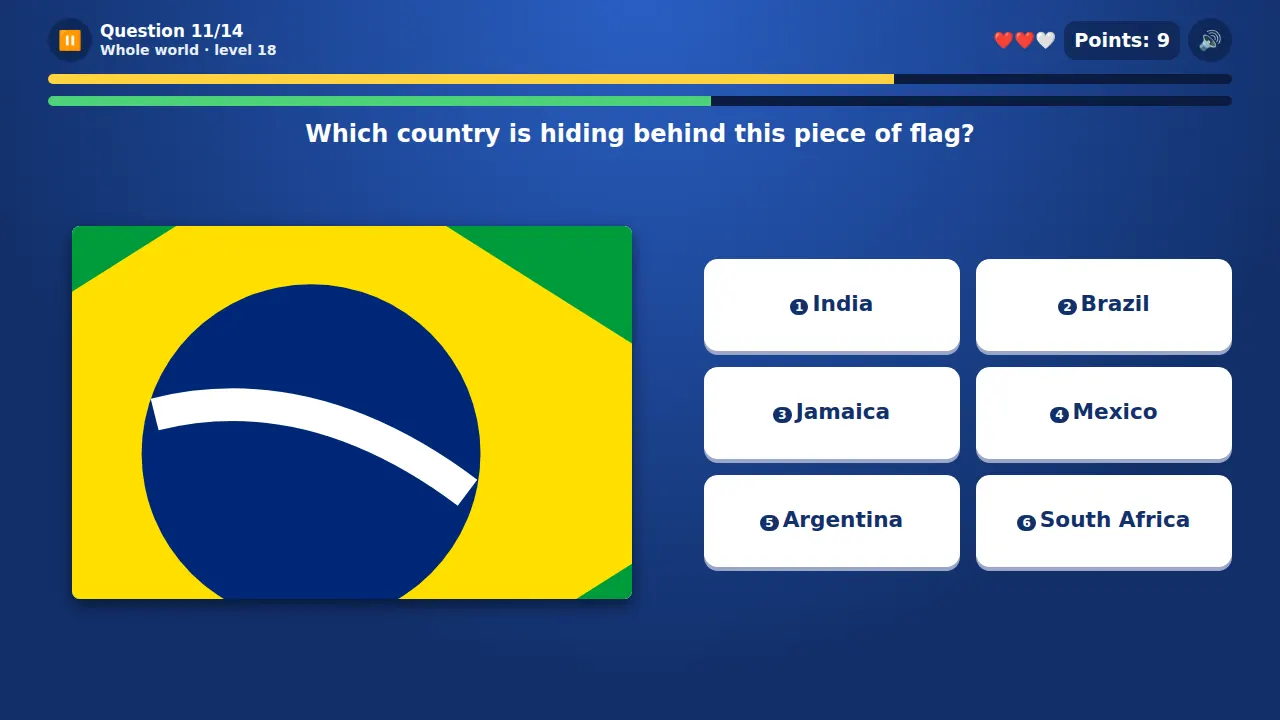 Question 11/14
Whole world · level 18
Points: 9
Which country is hiding behind this piece of flag?
1 India
2 Brazil
3 Jamaica
4 Mexico
5 Argentina
6 South Africa